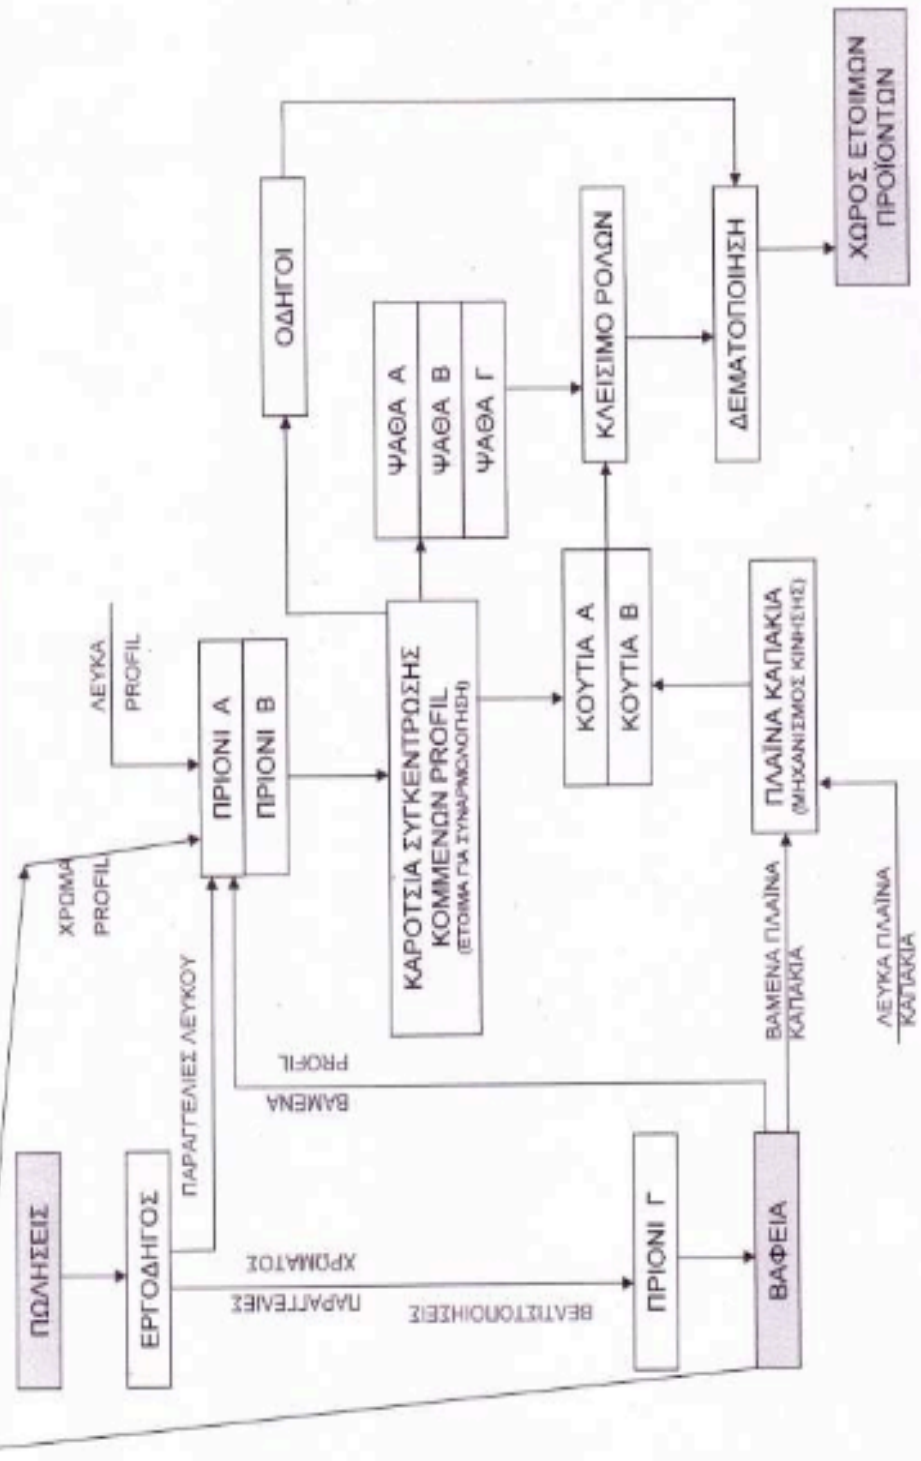 ΠΩΛΗΣΕΙΣ
ΕΡΓΟΔΗΓΟΣ
ΠΑΡΑΓΓΕΛΙΕΣ ΛΕΥΚΟΥ
ΠΑΡΑΓΓΕΛΙΕΣ
ΧΡΩΜΑΤΟΣ
ΒΕΛΤΙΣΤΟΠΟΙΗΣΕΙΣ
ΠΡΙΟΝΙ Γ
ΒΑΦΕΙΑ
ΒΑΜΕΝΑ
PROFIL
ΧΡΩΜΑ
PROFIL
ΛΕΥΚΑ
PROFIL
ΠΡΙΟΝΙ Α
ΠΡΙΟΝΙ Β
ΚΑΡΟΤΣΙΑ ΣΥΓΚΕΝΤΡΩΣΗΣ
ΚΟΜΜΕΝΩΝ PROFIL
(ΕΤΟΙΜΑ ΓΙΑ ΣΥΝΑΡΜΟΛΟΓΗΣΗ)
ΟΔΗΓΟΙ
ΨΑΘΑ Α
ΨΑΘΑ Β
ΨΑΘΑ Γ
ΚΟΥΤΙΑ Α
ΚΟΥΤΙΑ Β
ΚΛΕΙΣΙΜΟ ΡΟΛΩΝ
ΒΑΜΕΝΑ ΠΛΑΪΝΑ
ΚΑΠΑΚΙΑ
ΛΕΥΚΑ ΠΛΑΪΝΑ
ΚΑΠΑΚΙΑ
ΠΛΑΪΝΑ ΚΑΠΑΚΙΑ
(ΜΗΧΑΝΙΣΜΟΣ ΚΙΝΗΣΗΣ)
ΔΕΜΑΤΟΠΟΙΗΣΗ
ΧΩΡΟΣ ΕΤΟΙΜΩΝ
ΠΡΟΪΟΝΤΩΝ